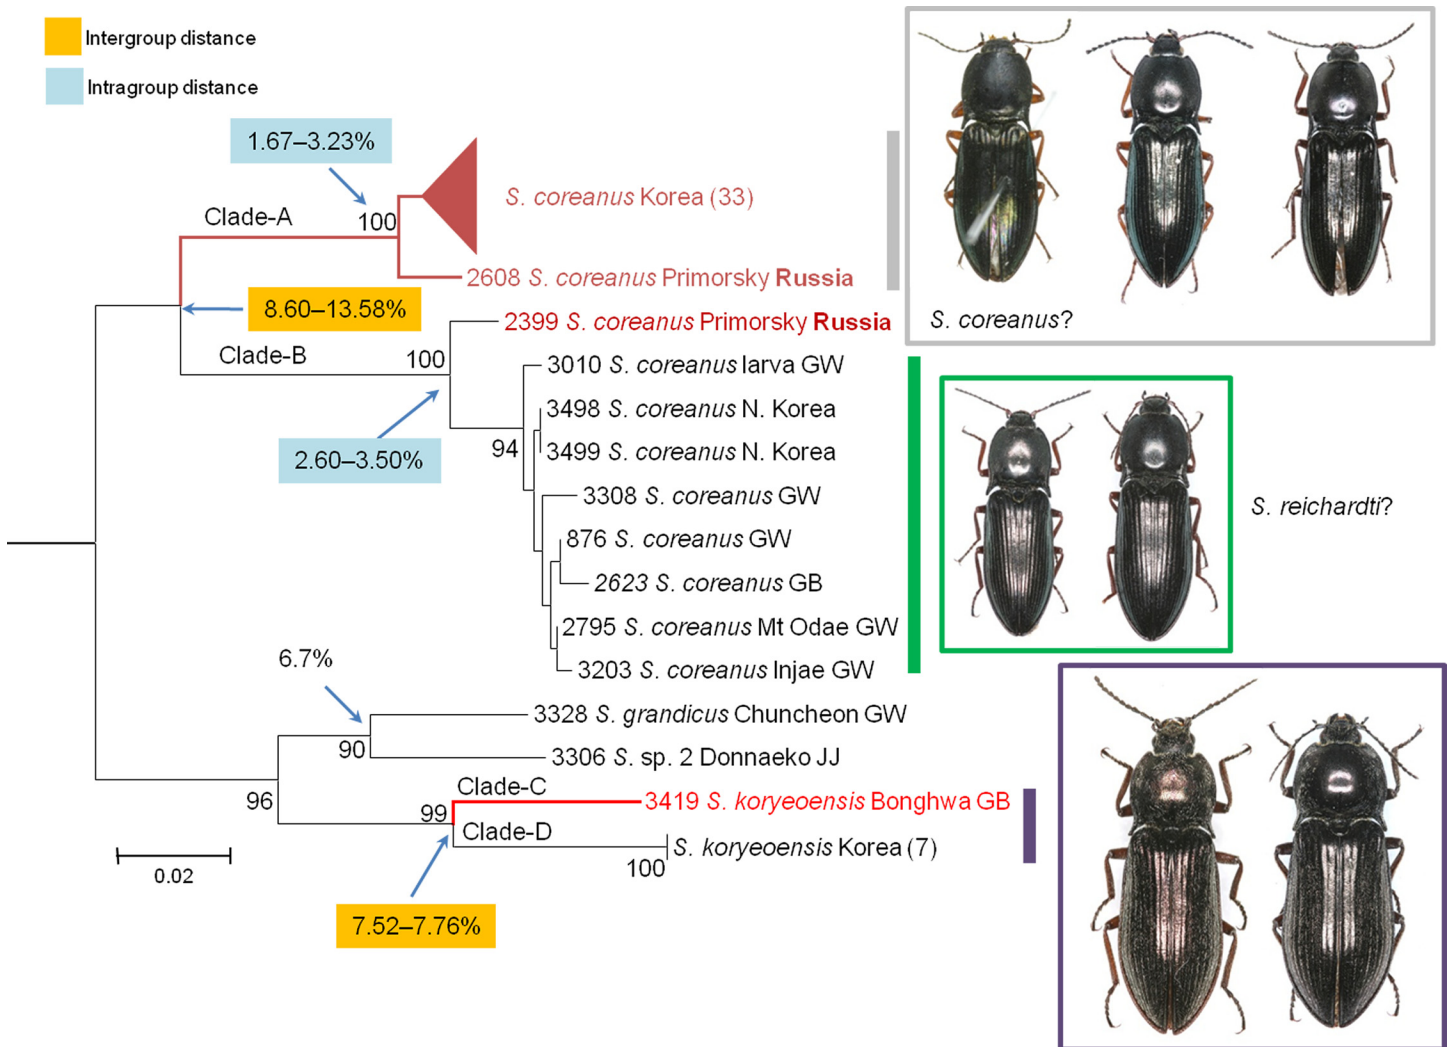 Intergroup distance
Intragroup distance
1.67–3.23%
Clade-A
100
S. coreanus Korea (33)
2608 S. coreanus Primorsky Russia
8.60–13.58%
S. coreanus?
2399 S. coreanus Primorsky Russia
Clade-B
100
3010 S. coreanus larva GW
3498 S. coreanus N. Korea
94
3499 S. coreanus N. Korea
2.60–3.50%
3308 S. coreanus GW
S. reichardti?
876 S. coreanus GW
2623 S. coreanus GB
2795 S. coreanus Mt Odae GW
6.7%
3203 S. coreanus Injae GW
3328 S. grandicus Chuncheon GW
90
3306 S. sp. 2 Donnaeko JJ
Clade-C
96
3419 S. koryeoensis Bonghwa GB
99
Clade-D
S. koryeoensis Korea (7)
100
0.02
7.52–7.76%